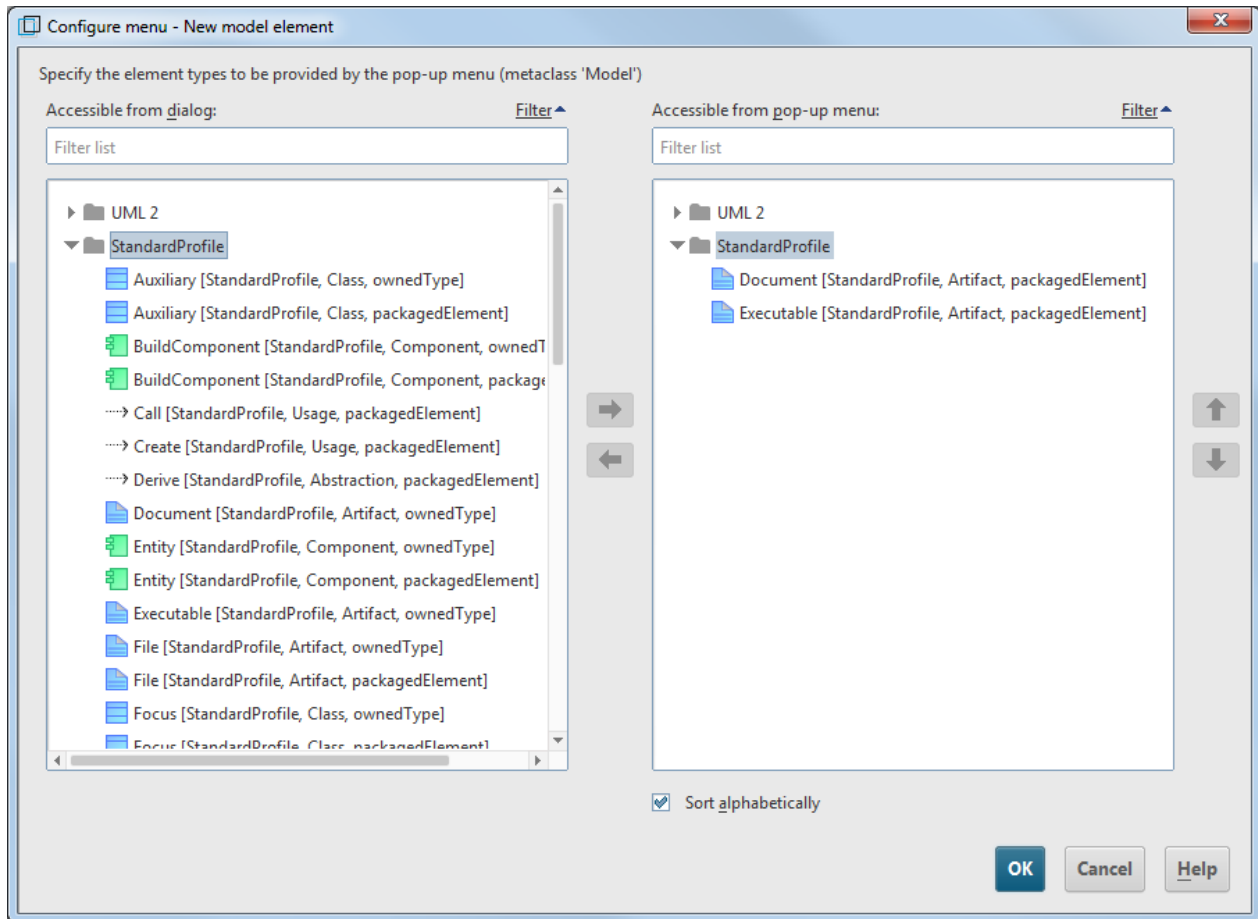 Configure menu - New model element
Specify the element types to be provided by the pop-up menu (metaclass 'Model')
Accessible from dialog:
Filter
Filter list
UML 2
StandardProfile
Auxiliary [StandardProfile, Class, ownedType]
Auxiliary [StandardProfile, Class, packagedElement]
BuildComponent [StandardProfile, Component, ownedT
BuildComponent [StandardProfile, Component, package
Call [StandardProfile, Usage, packagedElement]
Create [StandardProfile, Usage, packagedElement]
Derive [StandardProfile, Abstraction, packagedElement]
Document [StandardProfile, Artifact, ownedType]
Entity [StandardProfile, Component, ownedType]
Entity [StandardProfile, Component, packagedElement]
Executable [StandardProfile, Artifact, ownedType]
File [StandardProfile, Artifact, ownedType]
File [StandardProfile, Artifact, packagedElement]
Focus [StandardProfile, Class, ownedType]
Focus [StandardProfile, Class, packagedElement]
Accessible from pop-up menu:
Filter
Filter list
UML 2
StandardProfile
Document [StandardProfile, Artifact, packagedElement]
Executable [StandardProfile, Artifact, packagedElement]
Sort alphabetically
OK
Cancel
Help